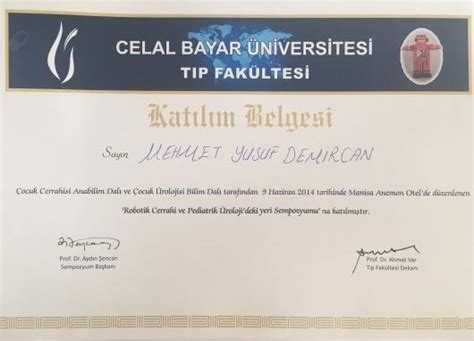 CELAL BAYAR ÜNİVERSİTESİ
TIP FAKÜLTESİ
Katılım Belgesi
Sayın MEHMET YUSUF DEMİRCAN
Çocuk Cerrahisi Anabilim Dalı ve Çocuk Ürolojisi Bilim Dalı tarafından 9 Haziran 2014 tarihinde Manisa Anemon Otel'de düzenlenen
'Robotik Cerrahi ve Pediatrik Üroloji'deki yeri Sempozyumu' na katılmıştır.
Prof. Dr. Aydın Şencan
Sempozyum Başkanı
Prof. Dr. Ahmet Var
Tıp Fakültesi Dekanı